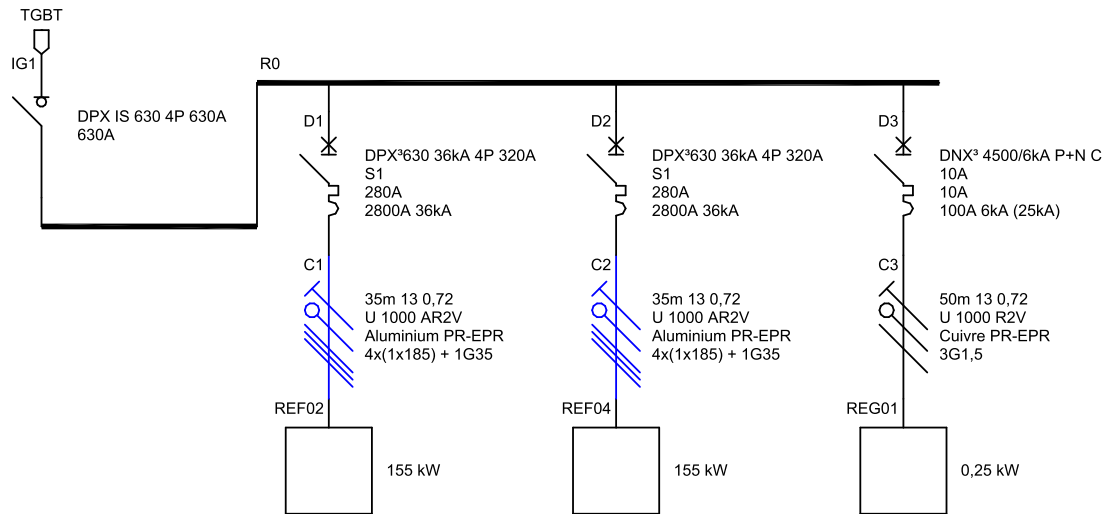 TGBT
IG1
DPX IS 630 4P 630A
630A
R0
D1
DPX³630 36kA 4P 320A
S1
280A
2800A 36kA
D2
DPX³630 36kA 4P 320A
S1
280A
2800A 36kA
D3
DNX³ 4500/6kA P+N C
10A
10A
100A 6kA (25kA)
C1
35m 13 0,72
U 1000 AR2V
Aluminium PR-EPR
4x(1x185) + 1G35
C2
35m 13 0,72
U 1000 AR2V
Aluminium PR-EPR
4x(1x185) + 1G35
C3
50m 13 0,72
U 1000 R2V
Cuivre PR-EPR
3G1,5
REF02
155 kW
REF04
155 kW
REG01
0,25 kW